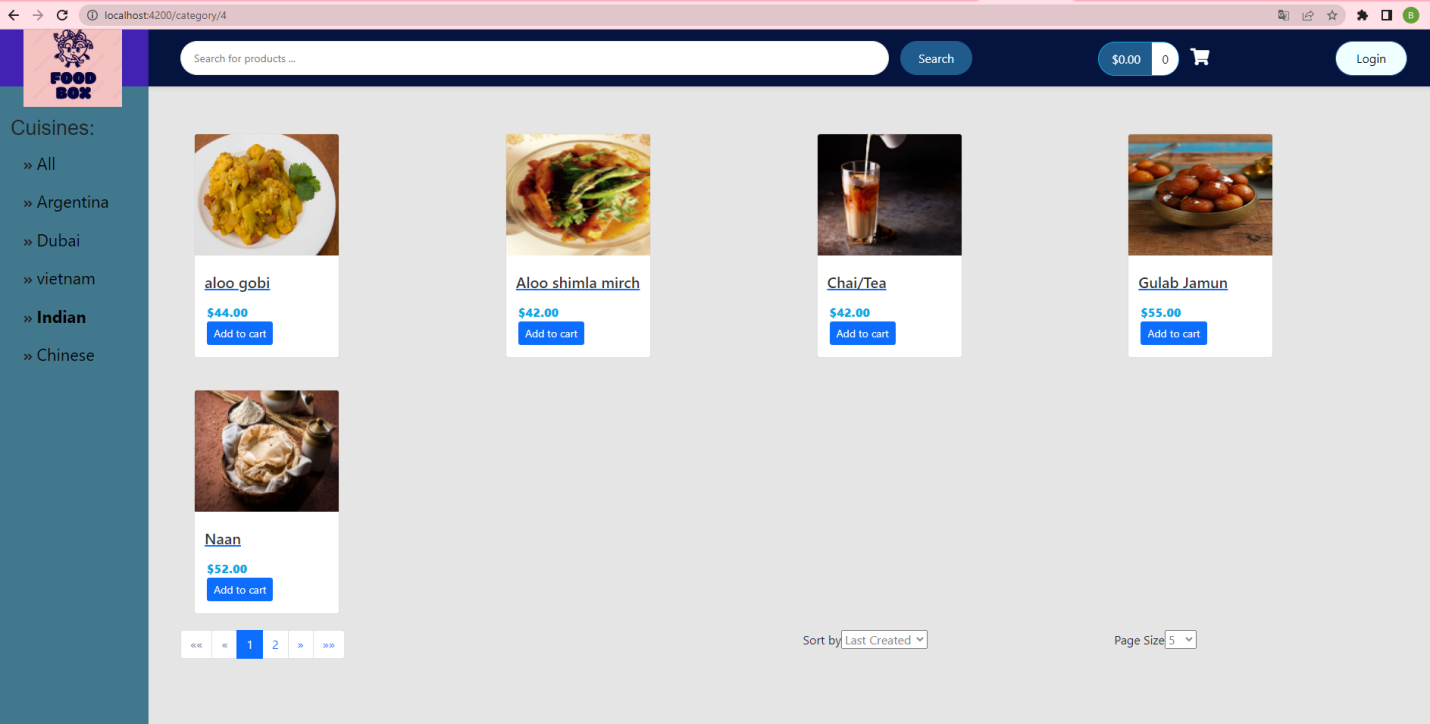 localhost:4200/category/4
B
FOOD
BOX
Search for products ...
Search
$0.00 0
Login
Cuisines:
» All
» Argentina
» Dubai
» vietnam
» Indian
» Chinese
aloo gobi
$44.00
Add to cart
Aloo shimla mirch
$42.00
Add to cart
Chai/Tea
$42.00
Add to cart
Gulab Jamun
$55.00
Add to cart
Naan
$52.00
Add to cart
«« « 1 2 » »»
Sort by Last Created
Page Size 5